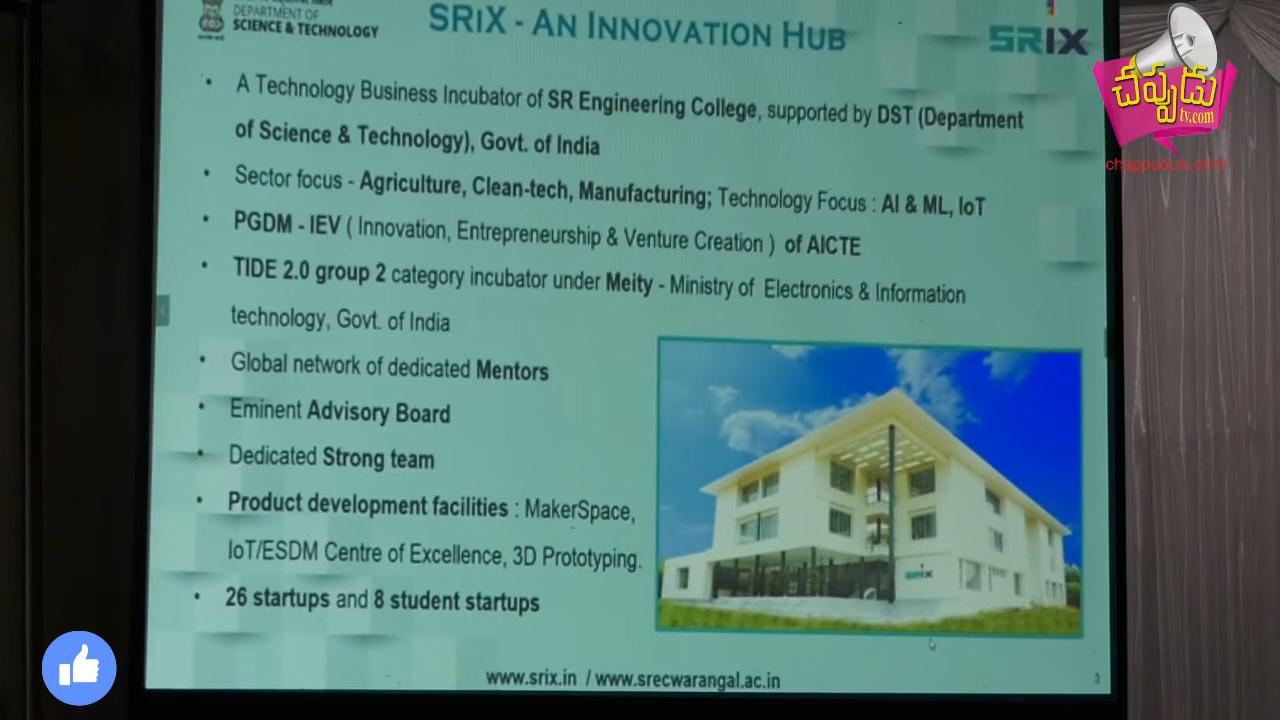 DEPARTMENT OF
SCIENCE & TECHNOLOGY
SRiX - AN INNOVATION HUB
SRIX
చప్పుడు
tv.com
chappudutv.com
• A Technology Business Incubator of SR Engineering College, supported by DST (Department
of Science & Technology), Govt. of India
• Sector focus - Agriculture, Clean-tech, Manufacturing; Technology Focus : AI & ML, IoT
• PGDM - IEV ( Innovation, Entrepreneurship & Venture Creation ) of AICTE
• TIDE 2.0 group 2 category incubator under Meity - Ministry of Electronics & Information
technology, Govt. of India
• Global network of dedicated Mentors
• Eminent Advisory Board
• Dedicated Strong team
• Product development facilities : MakerSpace,
IoT/ESDM Centre of Excellence, 3D Prototyping.
• 26 startups and 8 student startups
SRIX
www.srix.in / www.srecwarangal.ac.in
3